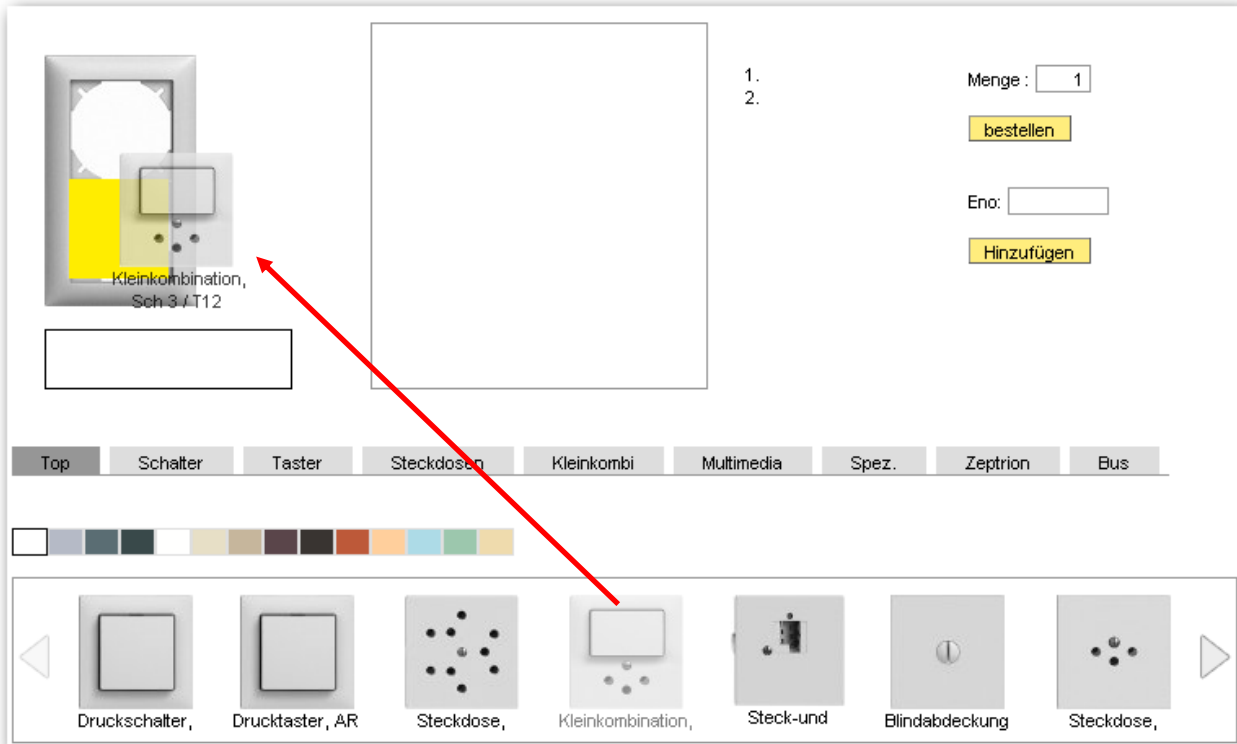 1.
2.
Menge : 1
bestellen
Eno:
Hinzufügen
Kleinkombination,
Sch 3 / T12
Top Schalter Taster Steckdosen Kleinkombi Multimedia Spez. Zeptrion Bus
Druckschalter, Drucktaster, AR Steckdose, Kleinkombination, Steck-und Blindabdeckung Steckdose,